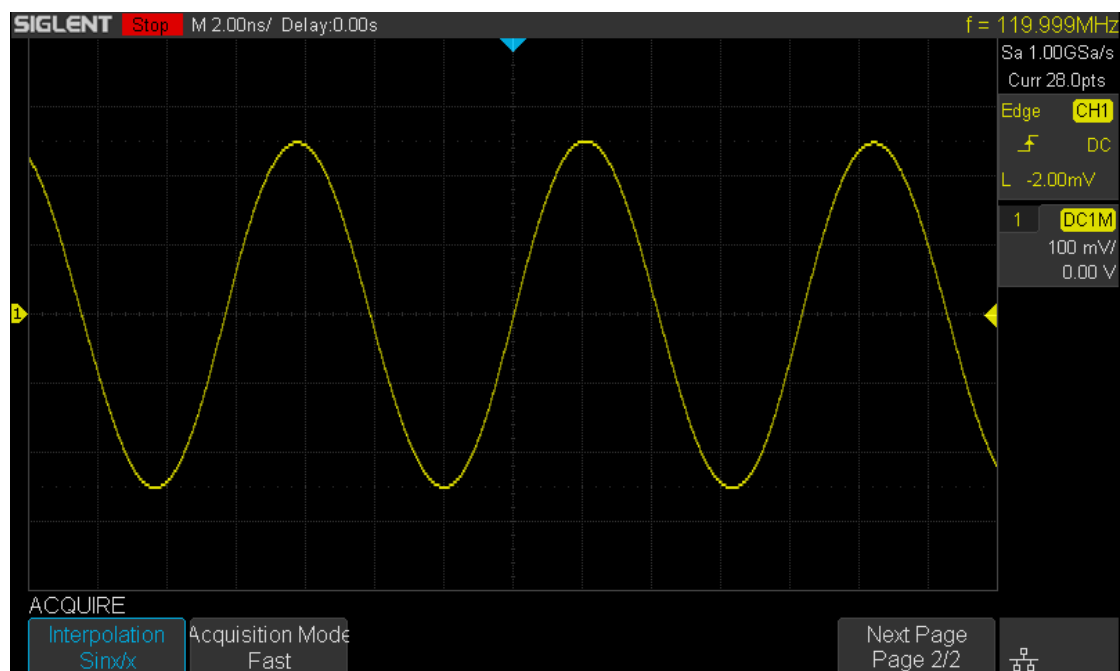 SIGLENT Stop M 2.00ns/ Delay:0.00s f = 119.999MHz
Sa 1.00GSa/s
Curr 28.0pts
Edge CH1
DC
L -2.00mV
1 DC1M
100 mV/
0.00 V
1
ACQUIRE
Interpolation
Sinx/x
Acquisition Mode
Fast
Next Page
Page 2/2